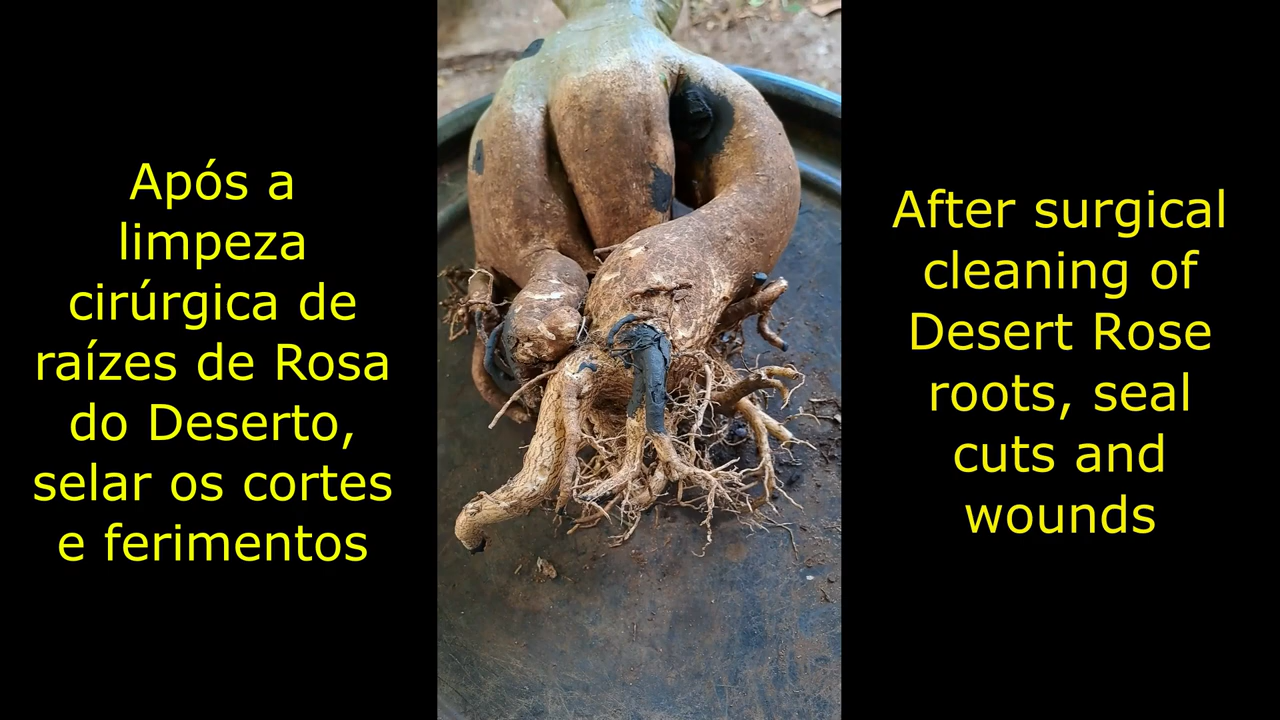 Após a
limpeza
cirúrgica de
raízes de Rosa
do Deserto,
selar os cortes
e ferimentos
After surgical
cleaning of
Desert Rose
roots, seal
cuts and
wounds